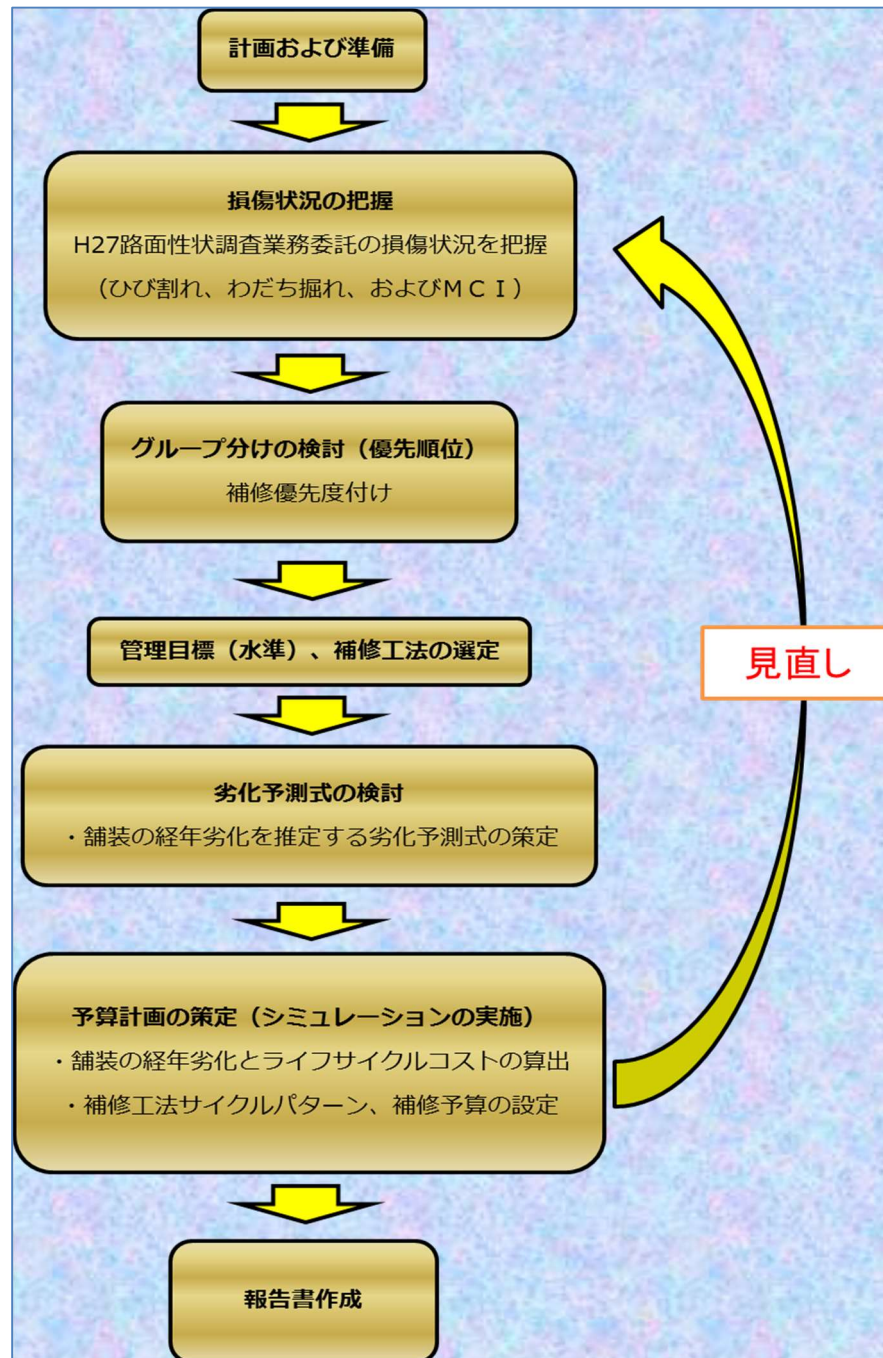 計画および準備
損傷状況の把握
H27路面性状調査業務委託の損傷状況を把握
（ひび割れ、わだち掘れ、およびＭＣＩ）
グループ分けの検討（優先順位）
補修優先度付け
管理目標（水準）、補修工法の選定
劣化予測式の検討
・舗装の経年劣化を推定する劣化予測式の策定
予算計画の策定（シミュレーションの実施）
・舗装の経年劣化とライフサイクルコストの算出
・補修工法サイクルパターン、補修予算の設定
見直し
報告書作成